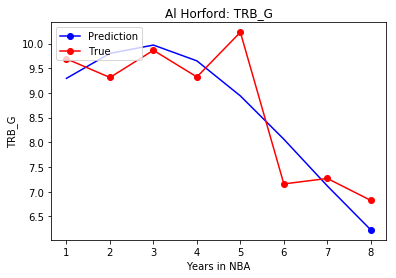 Al Horford: TRB_G
Prediction
True
10.0
9.5
9.0
8.5
8.0
7.5
7.0
6.5
TRB_G
1 2 3 4 5 6 7 8
Years in NBA